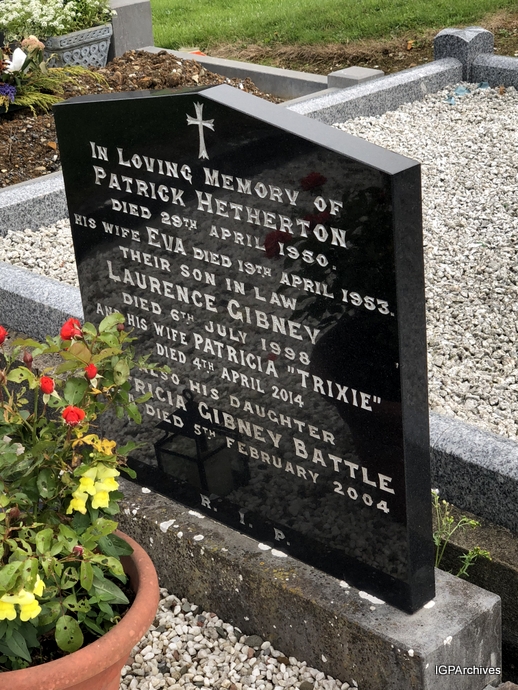 IN LOVING MEMORY OF
PATRICK HETHERTON
DIED 29TH APRIL 1950.
HIS WIFE EVA DIED 19TH APRIL 1953.
THEIR SON IN LAW
LAURENCE GIBNEY
DIED 6TH JULY 1998
AND HIS WIFE PATRICIA "TRIXIE"
DIED 4TH APRIL 2014
ALSO HIS DAUGHTER
TRICIA GIBNEY BATTLE
DIED 5TH FEBRUARY 2004
R. I. P.
IGPArchives